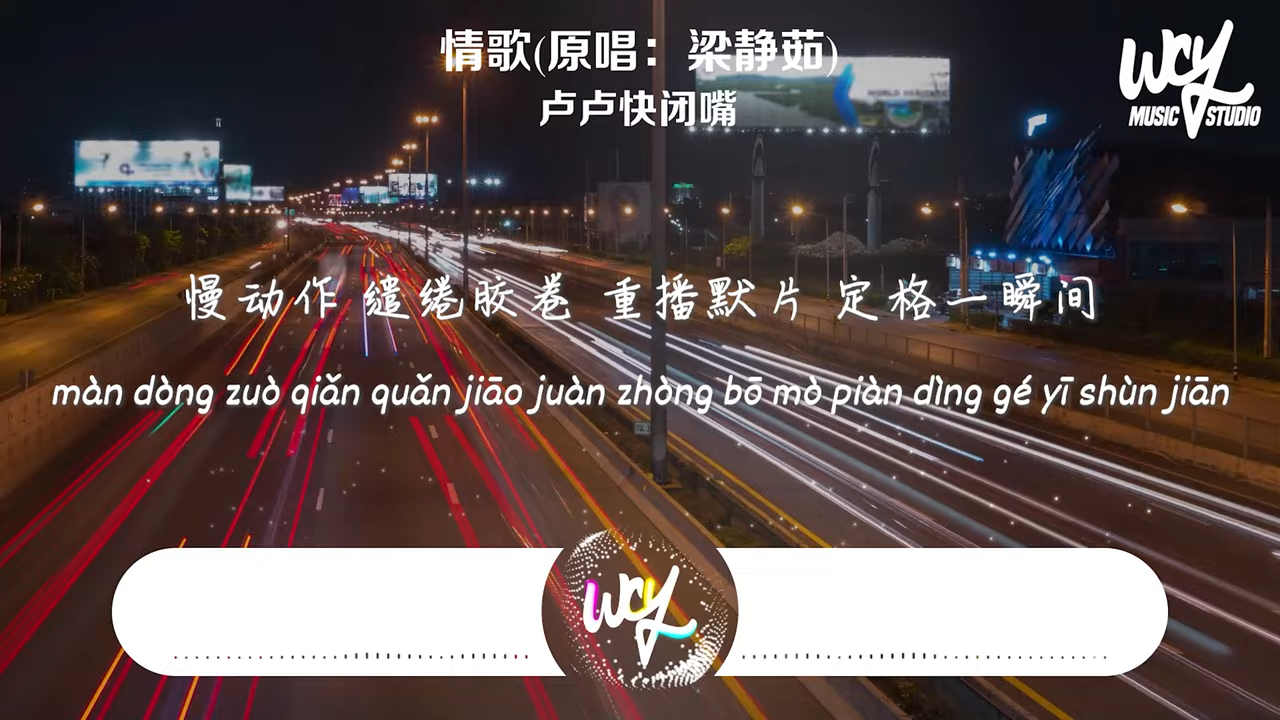 情歌(原唱：梁静茹)
卢卢快闭嘴
WCY
MUSIC STUDIO
慢动作 缱绻胶卷 重播默片 定格一瞬间
màn dòng zuò qiǎn quǎn jiāo juàn zhòng bō mò piàn dìng gé yī shùn jiān
WCY